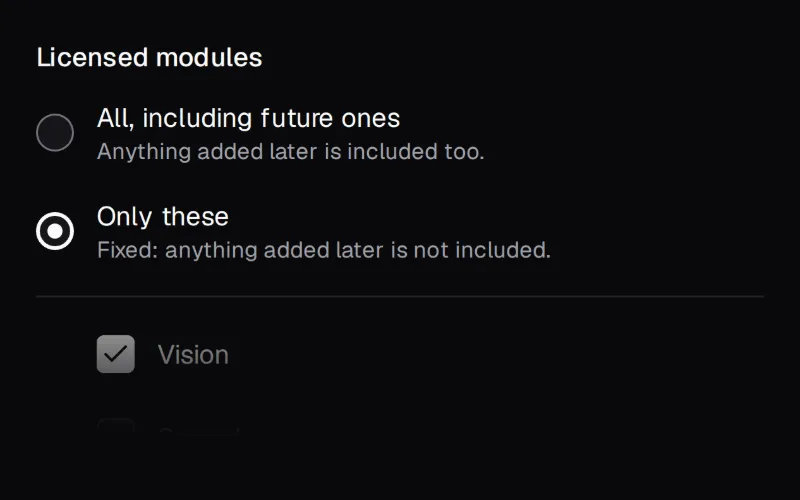 Licensed modules
All, including future ones
Anything added later is included too.
Only these
Fixed: anything added later is not included.
Vision